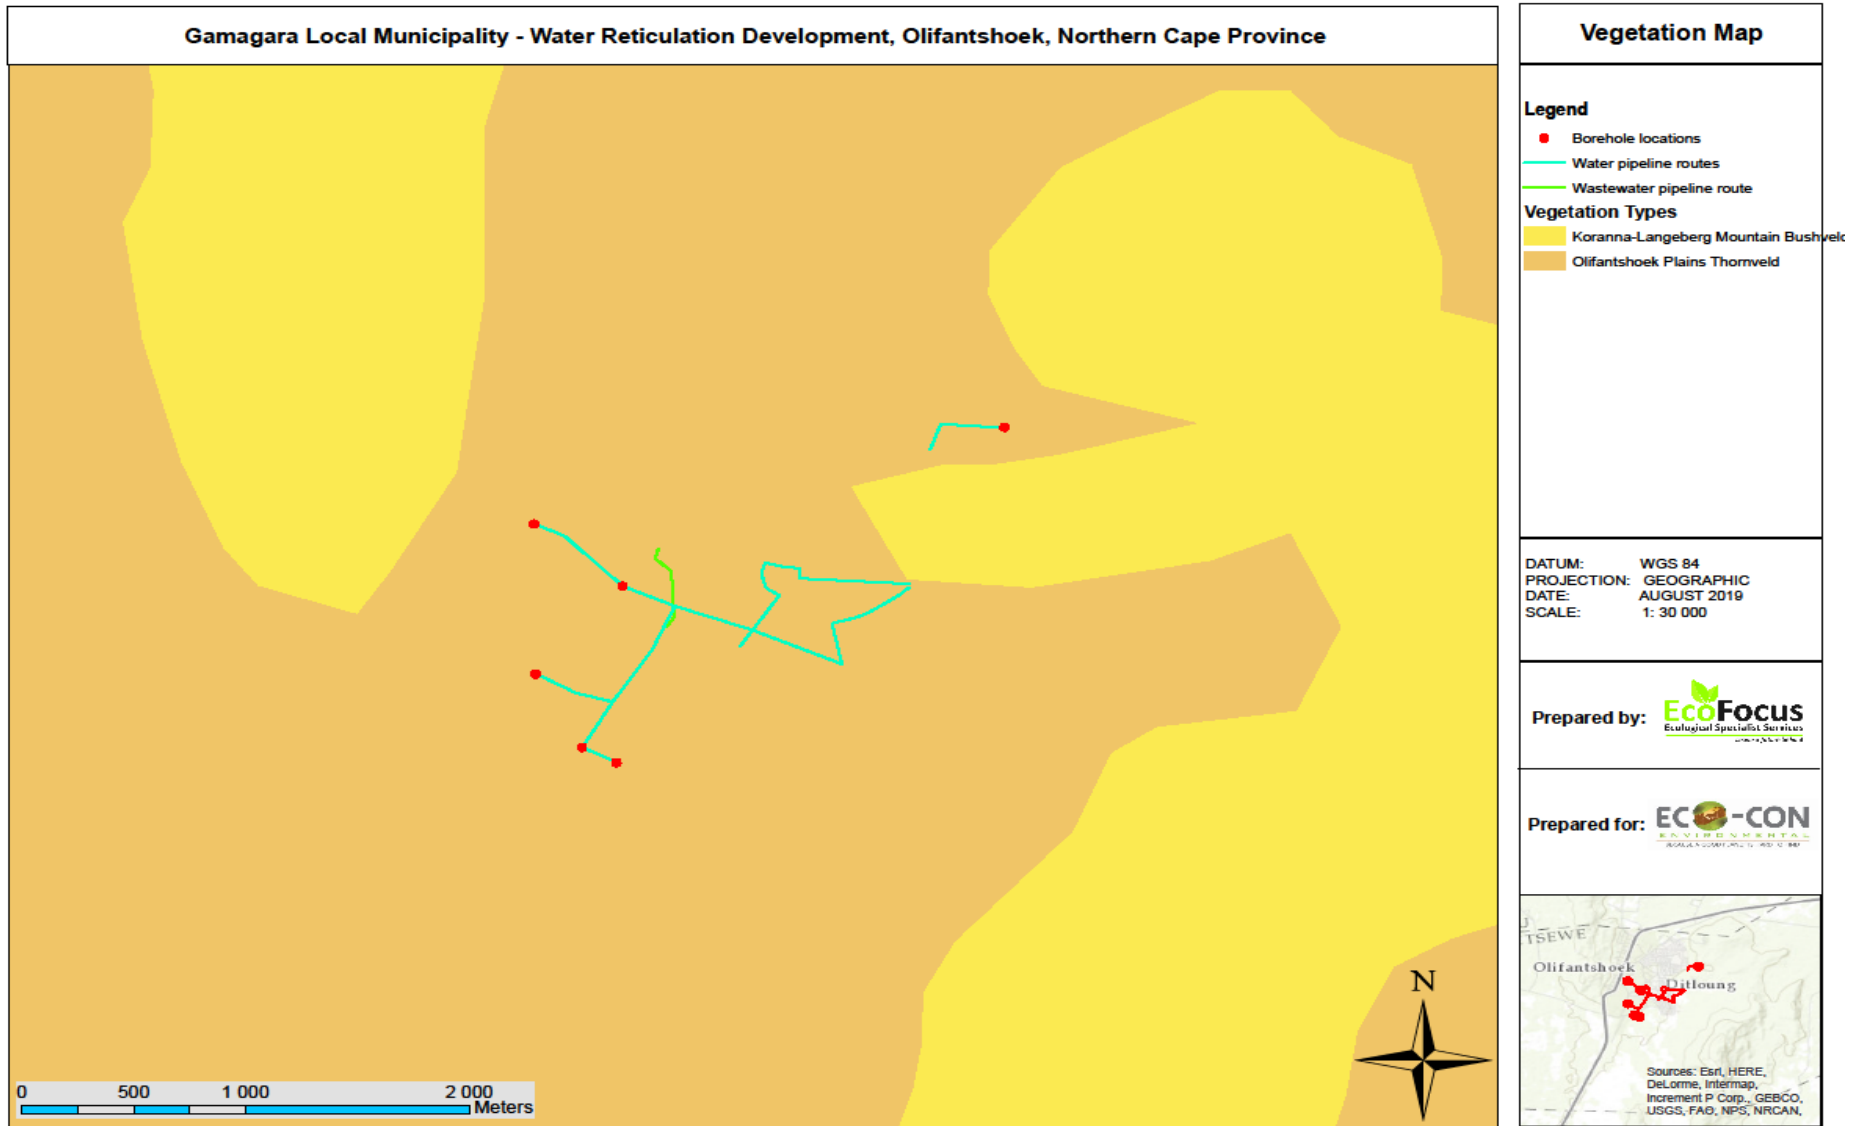 Gamagara Local Municipality - Water Reticulation Development, Olifantshoek, Northern Cape Province
Vegetation Map
Legend
Borehole locations
Water pipeline routes
Wastewater pipeline route
Vegetation Types
Koranna-Langeberg Mountain Bushveld
Olifantshoek Plains Thornveld
DATUM: WGS 84
PROJECTION: GEOGRAPHIC
DATE: AUGUST 2019
SCALE: 1: 30 000
Prepared by:
EcoFocus
Ecological Specialist Services
Prepared for:
ECO-CON
ENVIRONMENTAL
TSEWE
Olifantshoek
Ditloung
Sources: Esri, HERE,
DeLorme, Intermap,
Increment P Corp., GEBCO,
USGS, FAO, NPS, NRCAN,
N
0 500 1 000 2 000
Meters